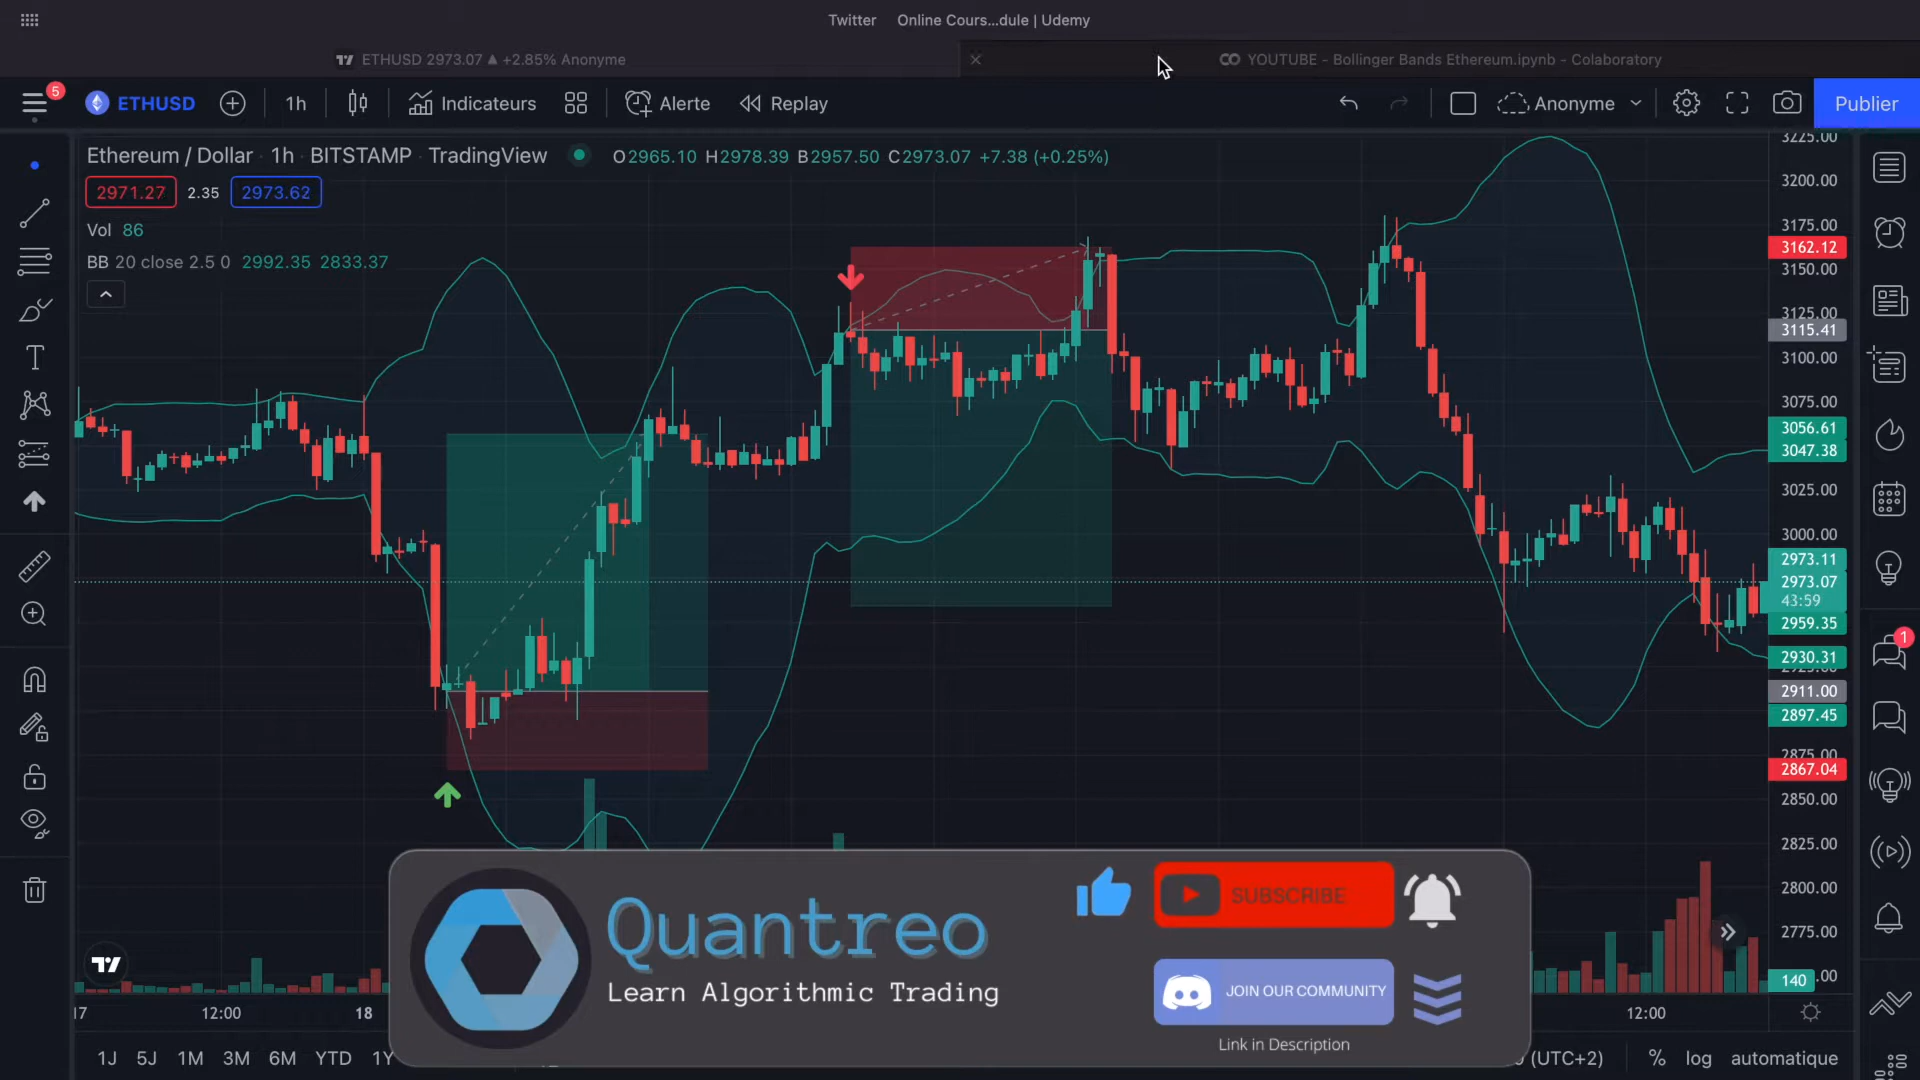 Twitter Online Cours...dule | Udemy
ETHUSD 2973.07 ▲ +2.85% Anonyme
YOUTUBE - Bollinger Bands Ethereum.ipynb - Colaboratory
5
ETHUSD 1h Indicateurs Alerte Replay Anonyme Publier
Ethereum / Dollar · 1h · BITSTAMP · TradingView O2965.10 H2978.39 B2957.50 C2973.07 +7.38 (+0.25%)
2971.27 2.35 2973.62
Vol 86
BB 20 close 2.5 0 2992.35 2833.37
3225.00
3200.00
3175.00
3162.12
3150.00
3125.00
3115.41
3100.00
3075.00
3056.61
3047.38
3025.00
3000.00
2973.11
2973.07
43:59
2959.35
1
2930.31
2911.00
2897.45
2875.00
2867.04
2850.00
2825.00
2800.00
2775.00
140 .00
Quantreo
Learn Algorithmic Trading
SUBSCRIBE
JOIN OUR COMMUNITY
Link in Description
12:00 18 12:00
1J 5J 1M 3M 6M YTD 1Y (UTC+2) % log automatique